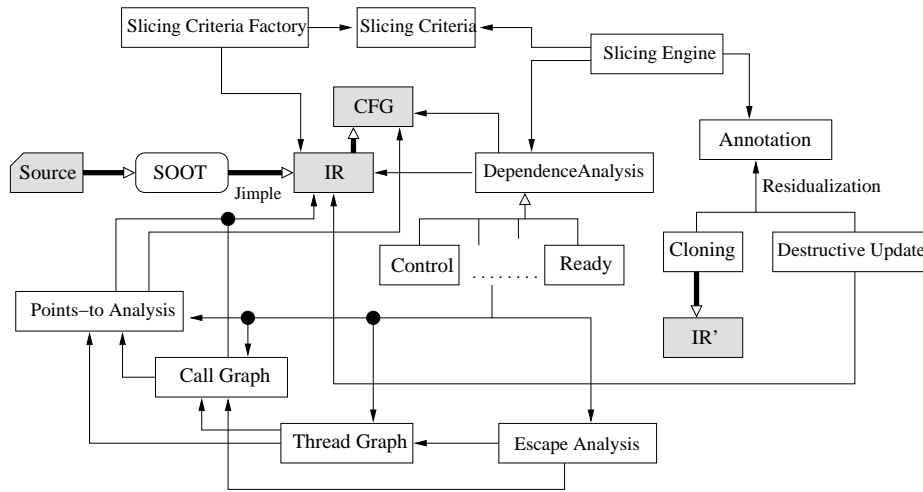 Slicing Criteria Factory
Slicing Criteria
Slicing Engine
CFG
Annotation
Source
SOOT
Jimple
IR
DependenceAnalysis
Residualization
Control
Ready
Cloning
Destructive Update
Points−to Analysis
IR’
Call Graph
Thread Graph
Escape Analysis